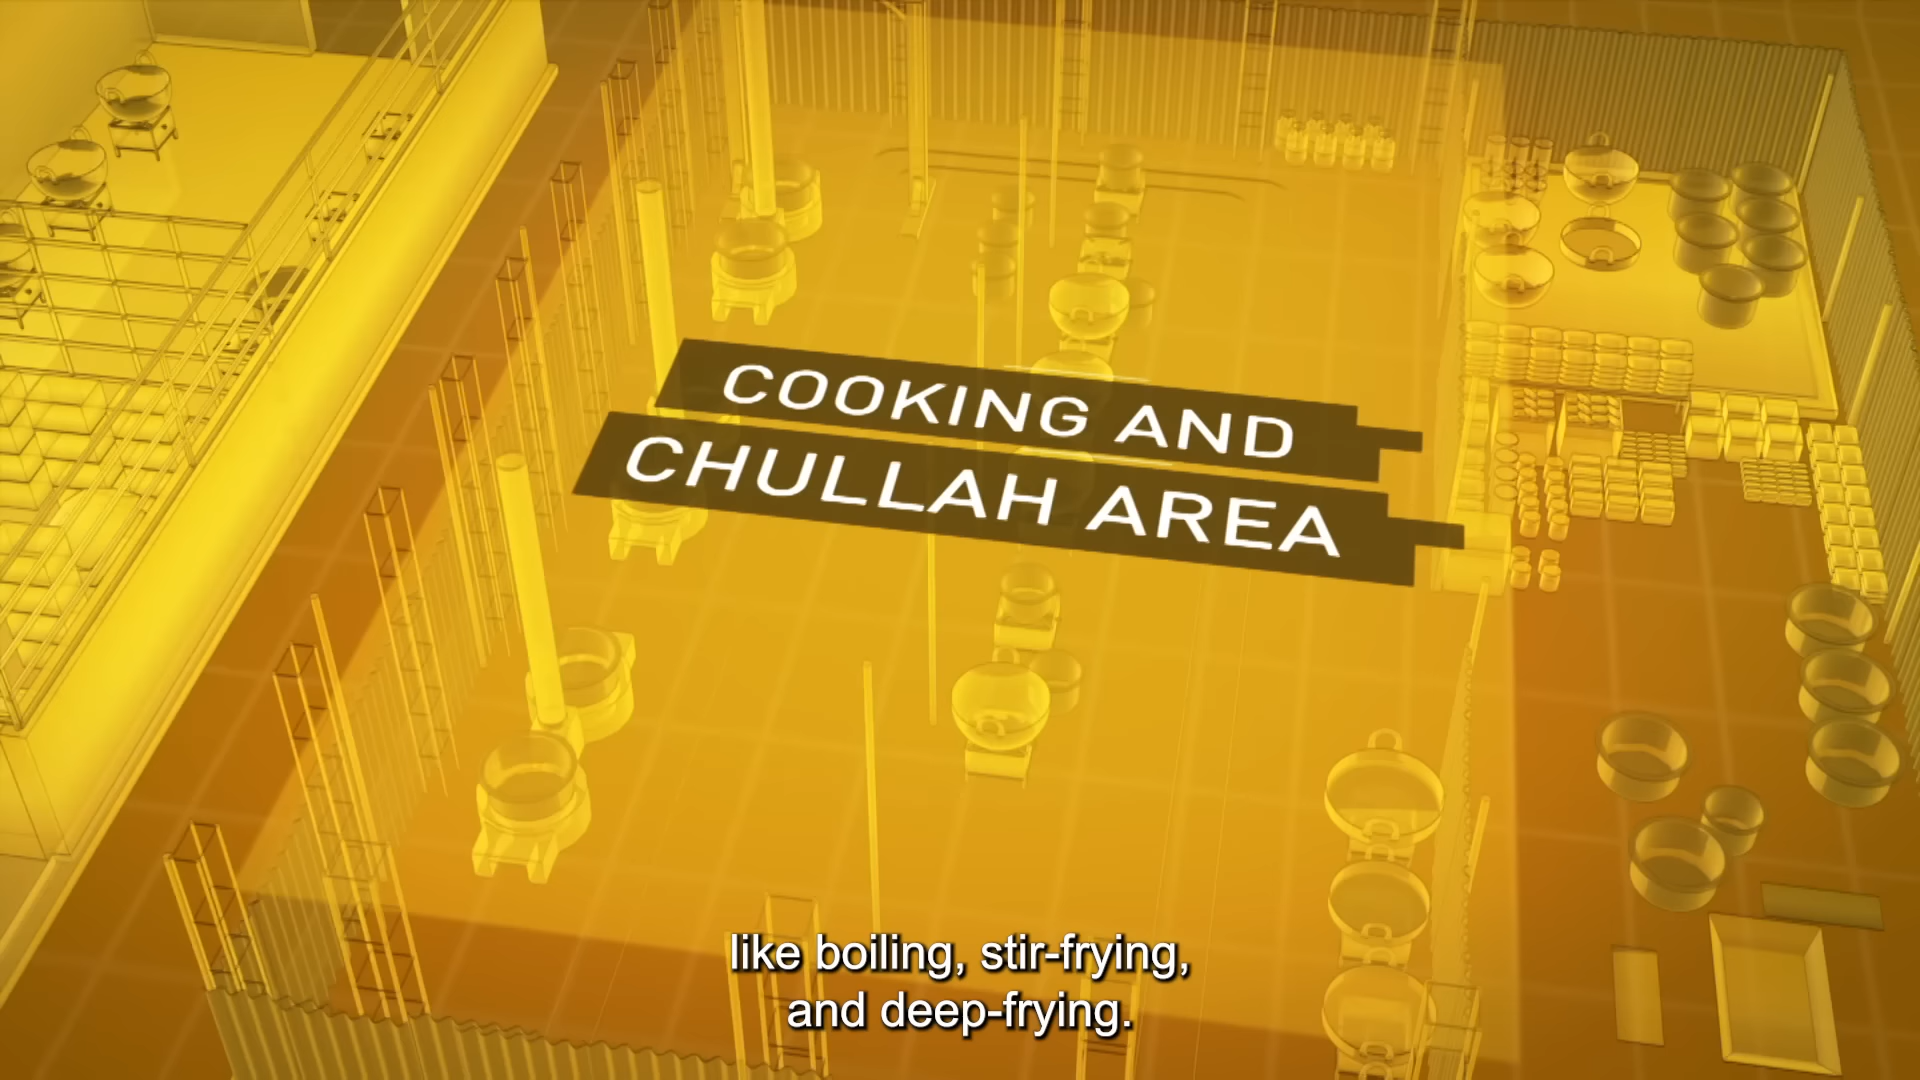 COOKING AND
CHULLAH AREA
like boiling, stir-frying,
and deep-frying.